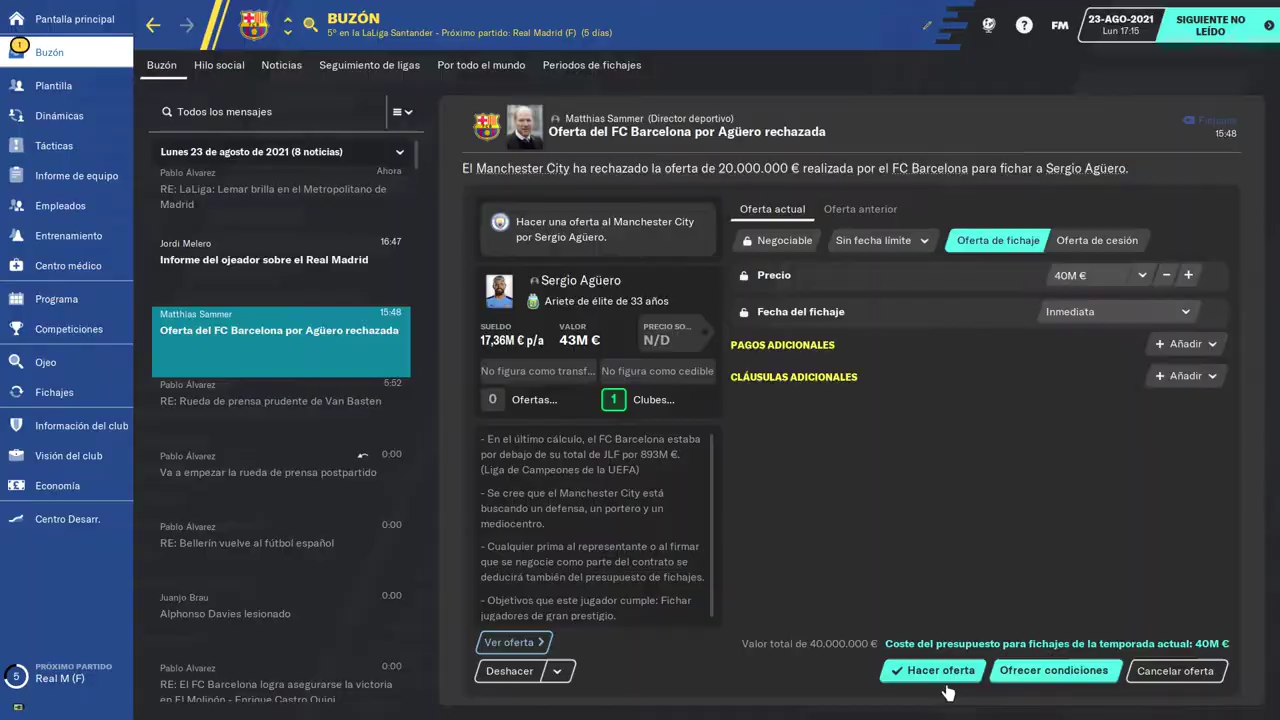 Pantalla principal
1
Buzón
Plantilla
Dinámicas
Tácticas
Informe de equipo
Empleados
Entrenamiento
Centro médico
Programa
Competiciones
Ojeo
Fichajes
Información del club
Visión del club
Economía
Centro Desarr.
5
PRÓXIMO PARTIDO
Real M (F)
BUZÓN
5º en la LaLiga Santander - Próximo partido: Real Madrid (F) (5 días)
FM
23-AGO-2021
Lun 17:15
SIGUIENTE NO LEÍDO
Buzón
Hilo social
Noticias
Seguimiento de ligas
Por todo el mundo
Periodos de fichajes
Todos los mensajes
Lunes 23 de agosto de 2021 (8 noticias)
Pablo Álvarez
Ahora
RE: LaLiga: Lemar brilla en el Metropolitano de
Madrid
Jordi Melero
16:47
Informe del ojeador sobre el Real Madrid
Matthias Sammer
15:48
Oferta del FC Barcelona por Agüero rechazada
Pablo Álvarez
5:52
RE: Rueda de prensa prudente de Van Basten
Pablo Álvarez
0:00
Va a empezar la rueda de prensa postpartido
Pablo Álvarez
0:00
RE: Bellerín vuelve al fútbol español
Juanjo Brau
0:00
Alphonso Davies lesionado
Pablo Álvarez
0:00
RE: El FC Barcelona logra asegurarse la victoria
en El Molinón - Enrique Castro Quini
Matthias Sammer (Director deportivo)
Oferta del FC Barcelona por Agüero rechazada
Fichajes
15:48
El Manchester City ha rechazado la oferta de 20.000.000 € realizada por el FC Barcelona para fichar a Sergio Agüero.
Hacer una oferta al Manchester City
por Sergio Agüero.
Sergio Agüero
Ariete de élite de 33 años
SUELDO
17,36M € p/a
VALOR
43M €
PRECIO SO...
N/D
No figura como transf...
No figura como cedible
0
Ofertas...
1
Clubes...
- En el último cálculo, el FC Barcelona estaba
por debajo de su total de JLF por 893M €.
(Liga de Campeones de la UEFA)
- Se cree que el Manchester City está
buscando un defensa, un portero y un
mediocentro.
- Cualquier prima al representante o al firmar
que se negocie como parte del contrato se
deducirá también del presupuesto de fichajes.
- Objetivos que este jugador cumple: Fichar
jugadores de gran prestigio.
Ver oferta
Deshacer
Oferta actual
Oferta anterior
Negociable
Sin fecha límite
Oferta de fichaje
Oferta de cesión
Precio
40M €
Fecha del fichaje
Inmediata
PAGOS ADICIONALES
+ Añadir
CLÁUSULAS ADICIONALES
+ Añadir
Valor total de 40.000.000 €
Coste del presupuesto para fichajes de la temporada actual: 40M €
Hacer oferta
Ofrecer condiciones
Cancelar oferta